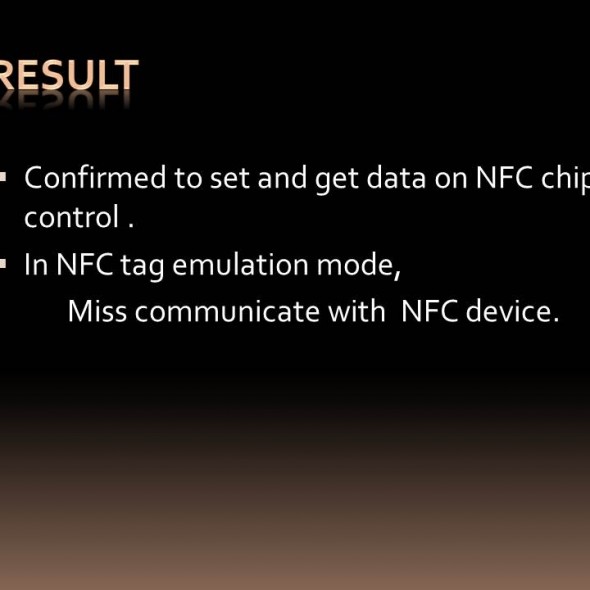 RESULT
▪ Confirmed to set and get data on NFC chip
control .
▪ In NFC tag emulation mode,
Miss communicate with  NFC device.